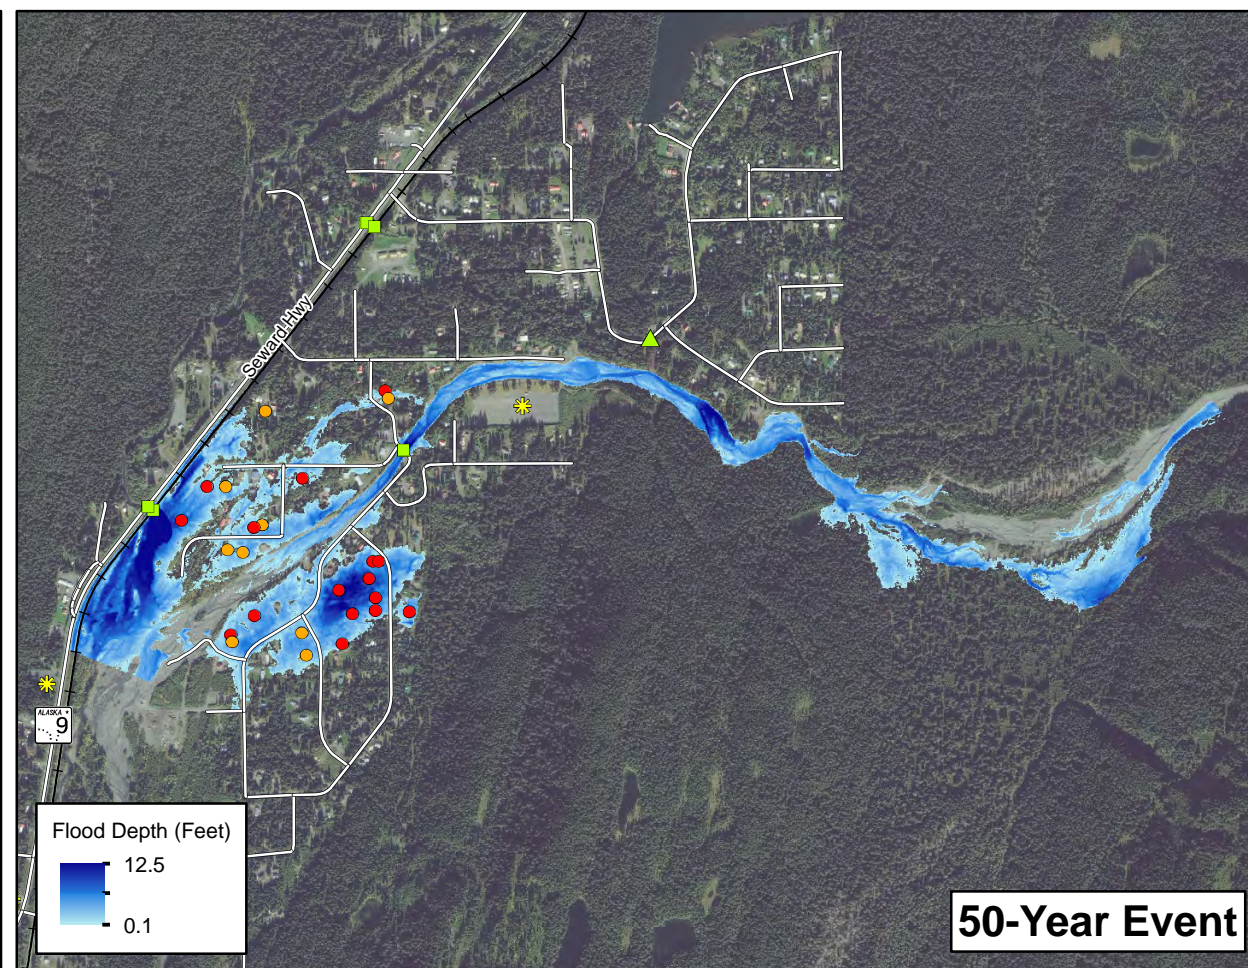 Seward Hwy
ALASKA
9
Flood Depth (Feet)
12.5
0.1
50-Year Event